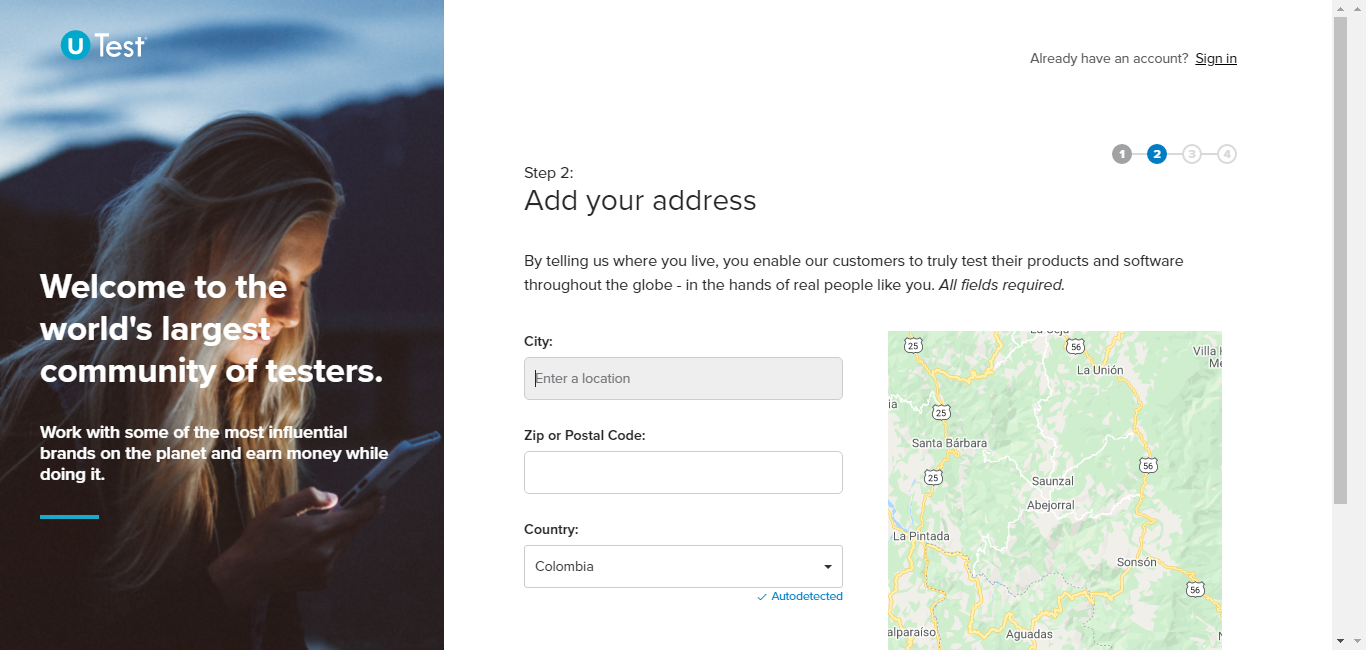 U Test
Already have an account? Sign in
1 2 3 4
Step 2:
Add your address
By telling us where you live, you enable our customers to truly test their products and software
throughout the globe - in the hands of real people like you. All fields required.
Welcome to the
world's largest
community of testers.
Work with some of the most influential
brands on the planet and earn money while
doing it.
City:
Enter a location
Zip or Postal Code:
Country:
Colombia
Autodetected
25
56
Villa
La Unión
25
Santa Bárbara
56
25
Saunzal
Abejorral
La Pintada
Sonsón
56
alparaíso
Aguadas